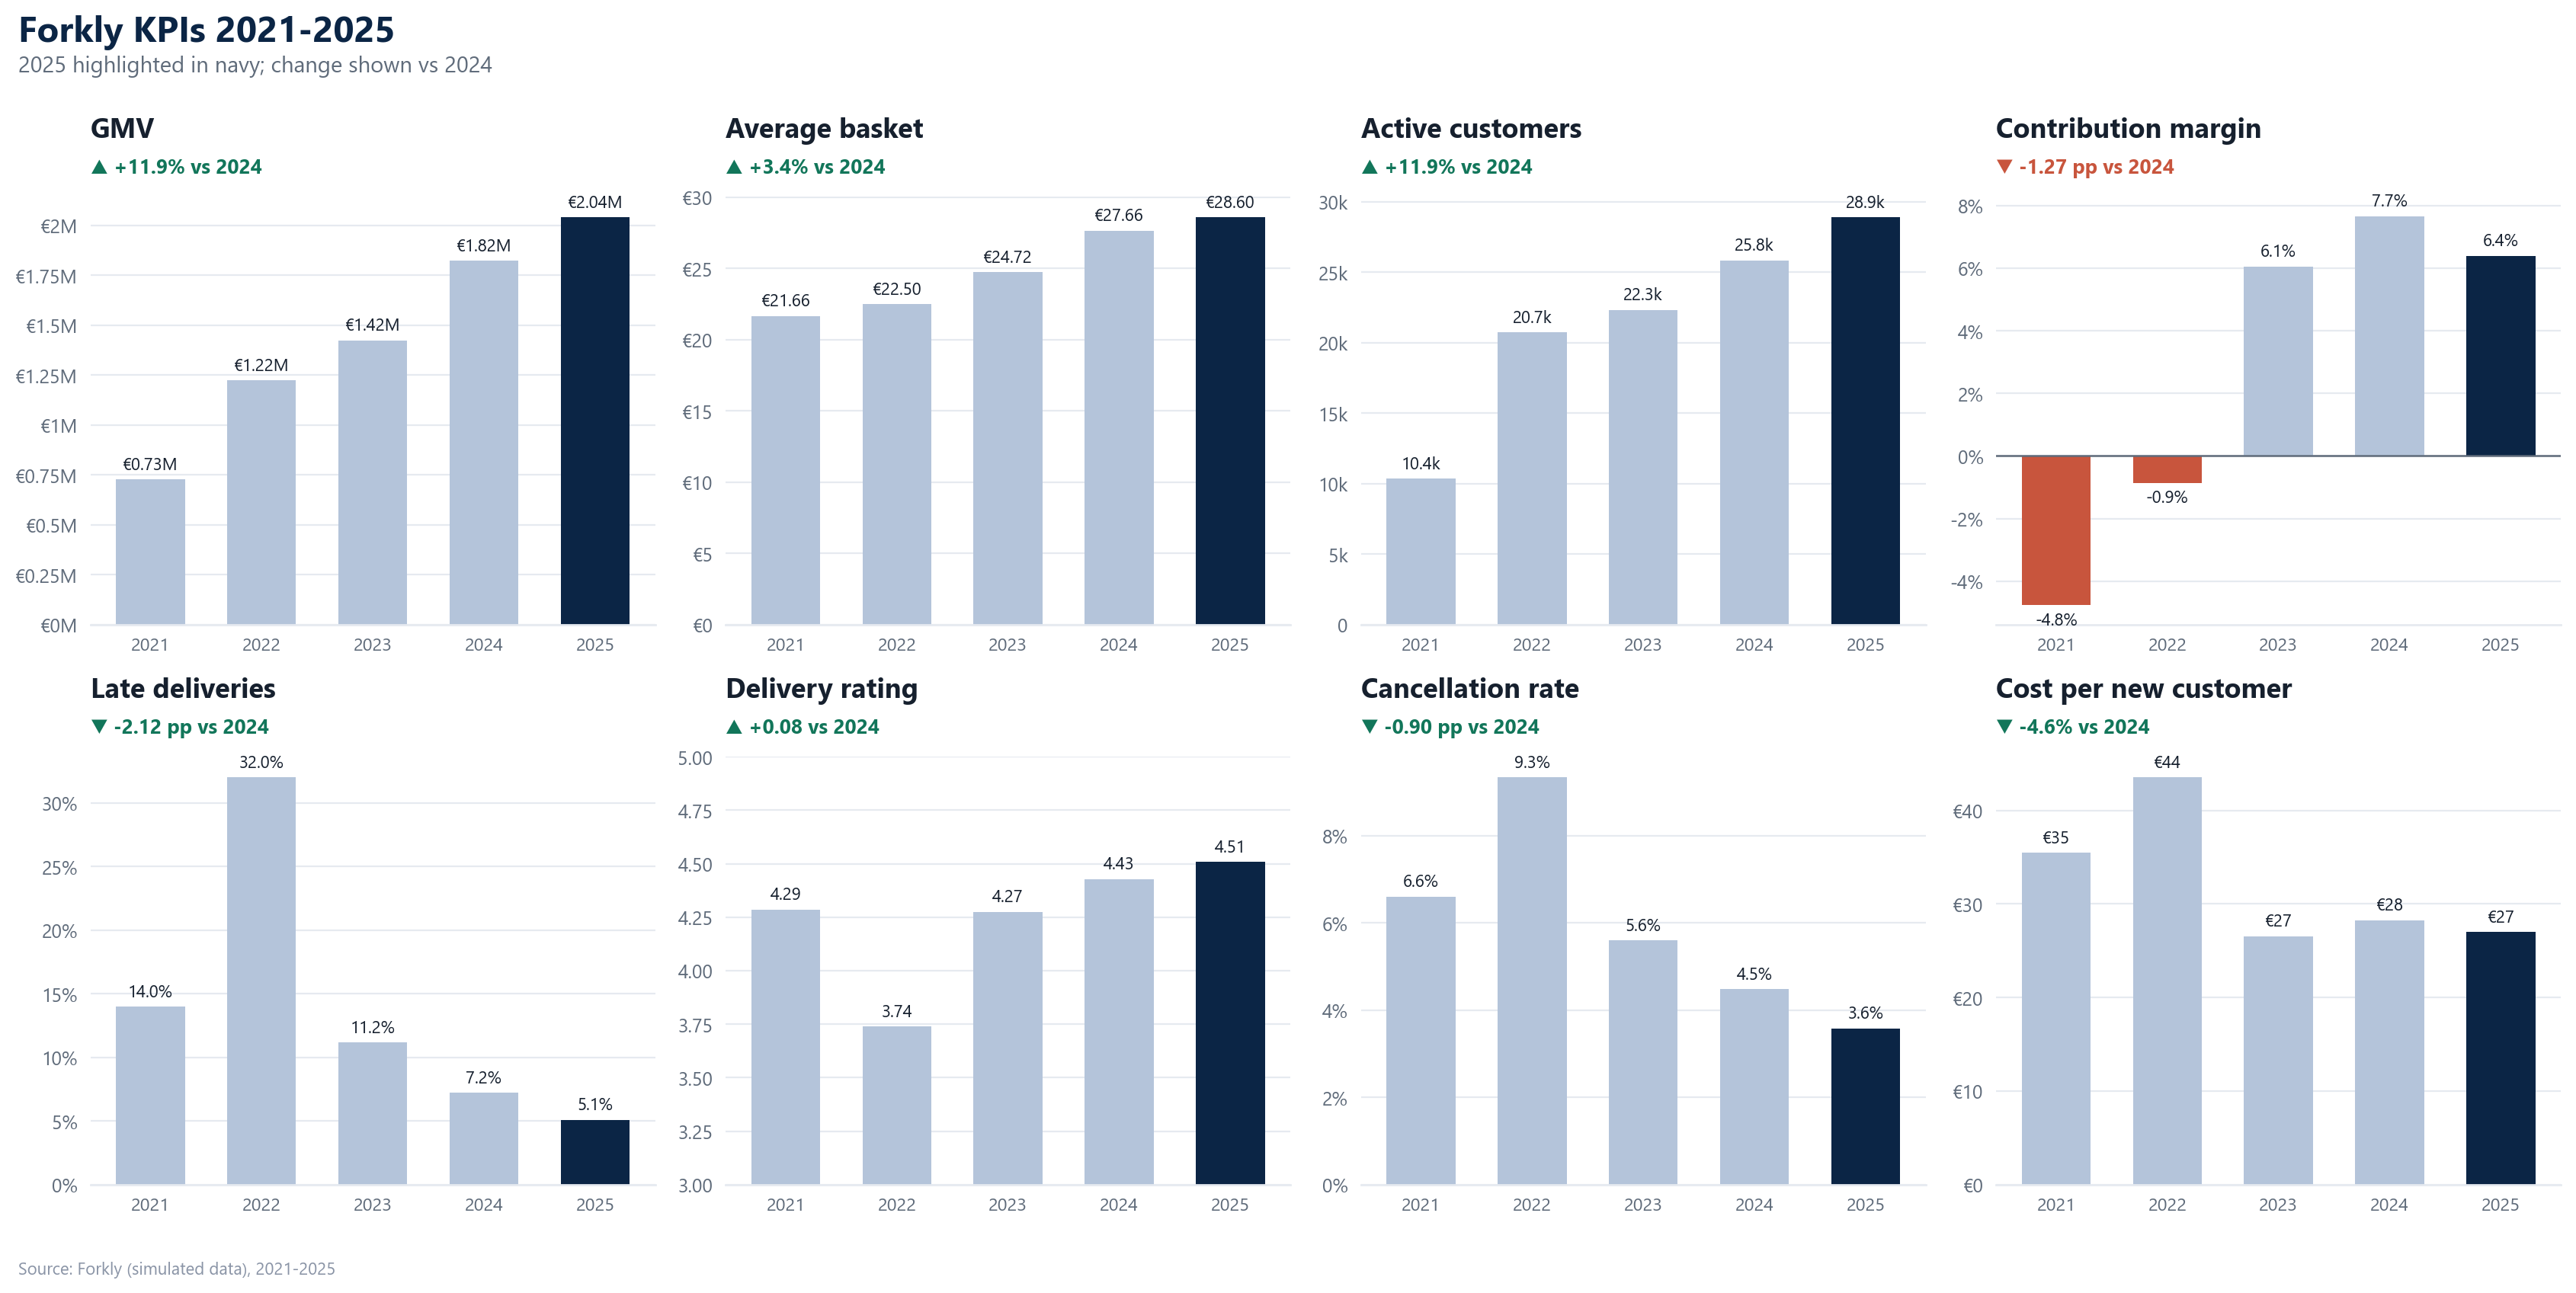 Forkly KPIs 2021-2025
2025 highlighted in navy; change shown vs 2024
GMV
▲ +11.9% vs 2024
€2M
€1.75M
€1.5M
€1.25M
€1M
€0.75M
€0.5M
€0.25M
€0M
€0.73M
€1.22M
€1.42M
€1.82M
€2.04M
2021 2022 2023 2024 2025
Average basket
▲ +3.4% vs 2024
€30
€25
€20
€15
€10
€5
€0
€21.66
€22.50
€24.72
€27.66
€28.60
2021 2022 2023 2024 2025
Active customers
▲ +11.9% vs 2024
30k
25k
20k
15k
10k
5k
0
10.4k
20.7k
22.3k
25.8k
28.9k
2021 2022 2023 2024 2025
Contribution margin
▼ -1.27 pp vs 2024
8%
6%
4%
2%
0%
-2%
-4%
-4.8%
-0.9%
6.1%
7.7%
6.4%
2021 2022 2023 2024 2025
Late deliveries
▼ -2.12 pp vs 2024
30%
25%
20%
15%
10%
5%
0%
14.0%
32.0%
11.2%
7.2%
5.1%
2021 2022 2023 2024 2025
Delivery rating
▲ +0.08 vs 2024
5.00
4.75
4.50
4.25
4.00
3.75
3.50
3.25
3.00
4.29
3.74
4.27
4.43
4.51
2021 2022 2023 2024 2025
Cancellation rate
▼ -0.90 pp vs 2024
8%
6%
4%
2%
0%
6.6%
9.3%
5.6%
4.5%
3.6%
2021 2022 2023 2024 2025
Cost per new customer
▼ -4.6% vs 2024
€40
€30
€20
€10
€0
€35
€44
€27
€28
€27
2021 2022 2023 2024 2025
Source: Forkly (simulated data), 2021-2025